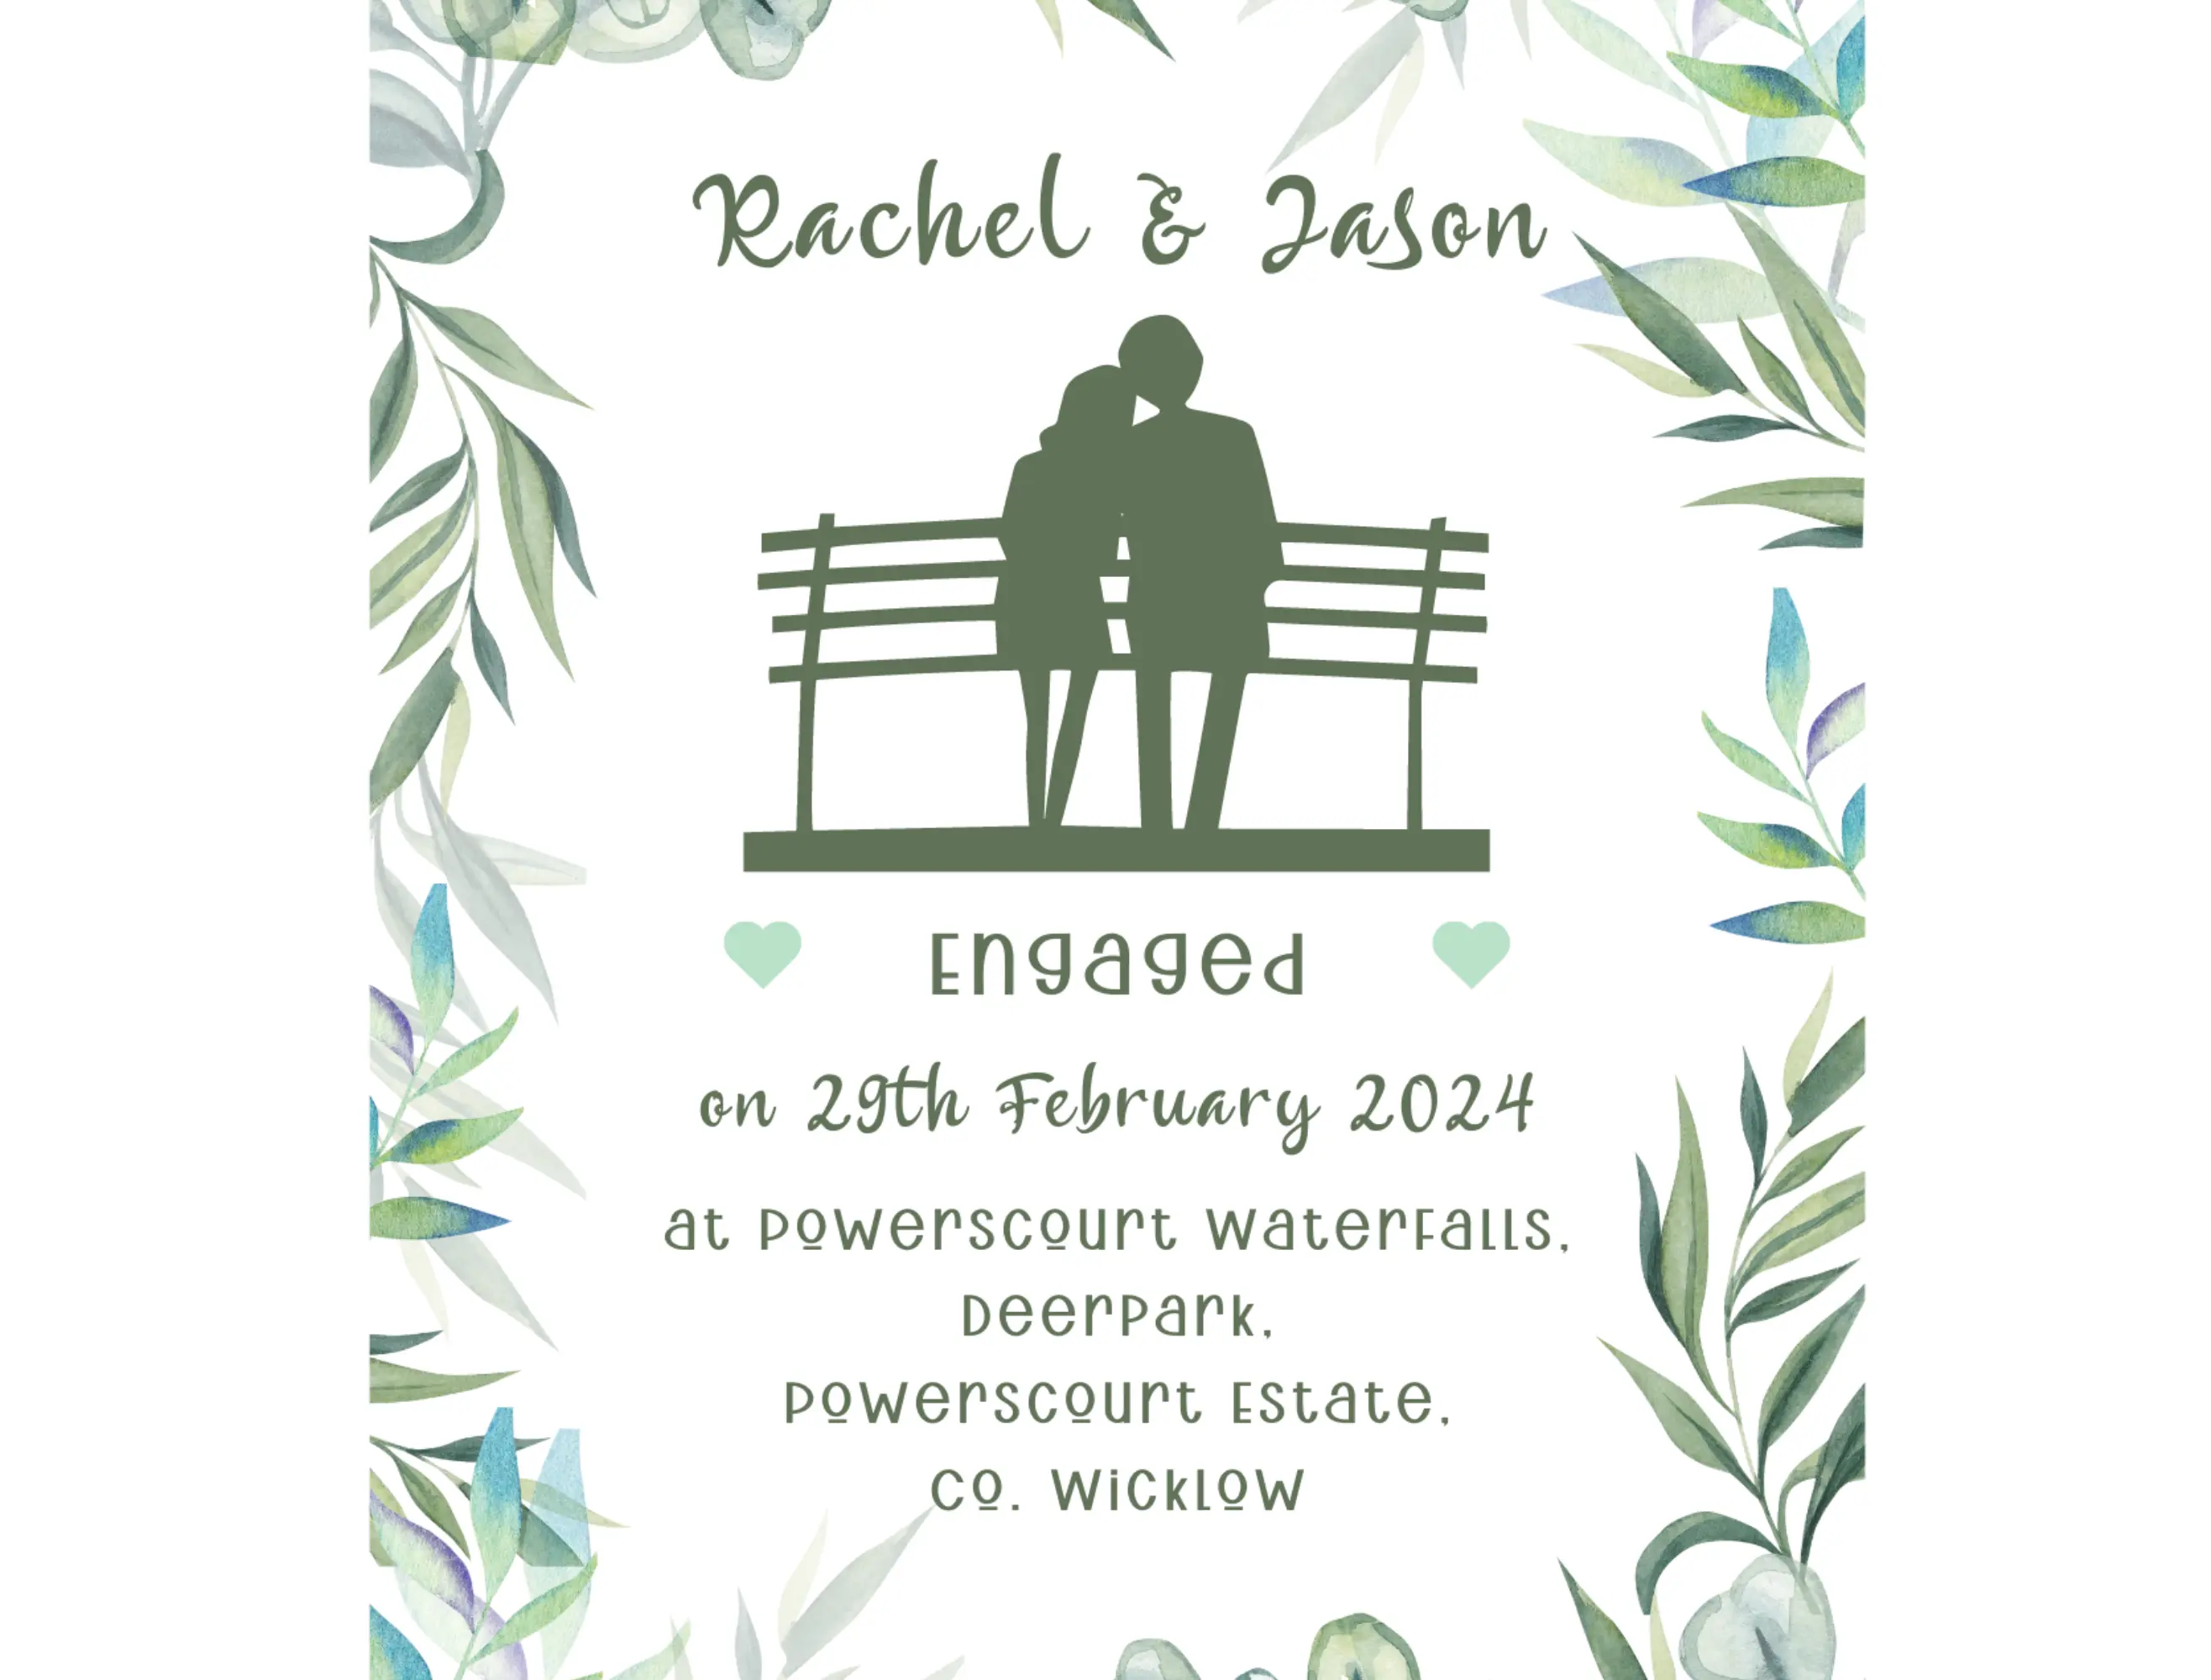 Rachel & Jason
Engaged
on 29th February 2024
at Powerscourt Waterfalls,
Deerpark,
Powerscourt Estate,
Co. Wicklow